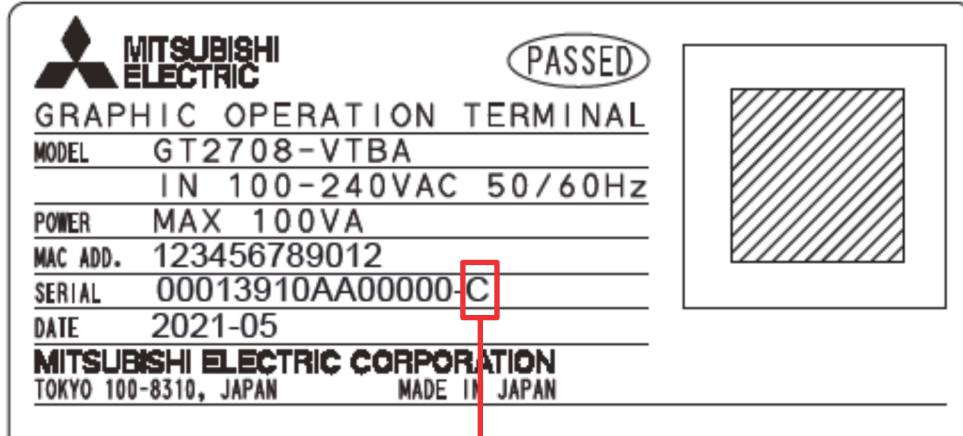 MITSUBISHI
ELECTRIC
PASSED
GRAPHIC OPERATION TERMINAL
MODEL GT2708-VTBA
IN 100-240VAC 50/60Hz
POWER MAX 100VA
MAC ADD. 123456789012
SERIAL 00013910AA00000-C
DATE 2021-05
MITSUBISHI ELECTRIC CORPORATION
TOKYO 100-8310, JAPAN MADE IN JAPAN